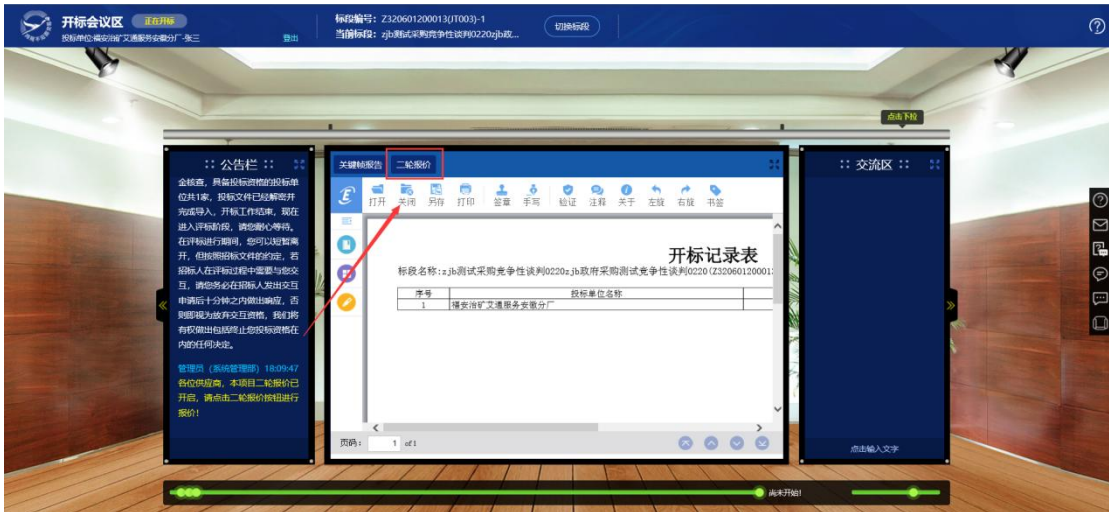 开标会议区 正在开标
投标单位:福安冶矿艾通服务安徽分厂-张三 登出
标段编号: Z320601200013(JT003)-1
当前标段: zjb测试采购竞争性谈判0220zjb政...
切换标段
点击下拉
:: 公告栏 ::
金核查，具备投标资格的投标单
位共1家，投标文件已经解密并
完成导入，开标工作结束，现在
进入评标阶段，请您耐心等待。
在评标进行期间，您可以短暂离
开，但按照招标文件的约定，若
招标人在评标过程中需要与您交
互，请您务必在招标人发出交互
申请后十分钟之内做出响应，否
则即视为放弃交互资格，我们将
有权做出包括终止您投标资格在
内的任何决定。
管理员（系统管理部）18:09:47
各位供应商，本项目二轮报价已
开启，请点击二轮报价按钮进行
报价！
关键帧报告 二轮报价
打开 关闭 另存 打印 签章 手写 验证 注释 关于 左旋 右旋 书签
开标记录表
标段名称:zjb测试采购竞争性谈判0220zjb政府采购测试竞争性谈判0220(Z32060120001
序号 投标单位名称
1 福安冶矿艾通服务安徽分厂
页码: 1 of1
:: 交流区 ::
点击输入文字
尚未开始!